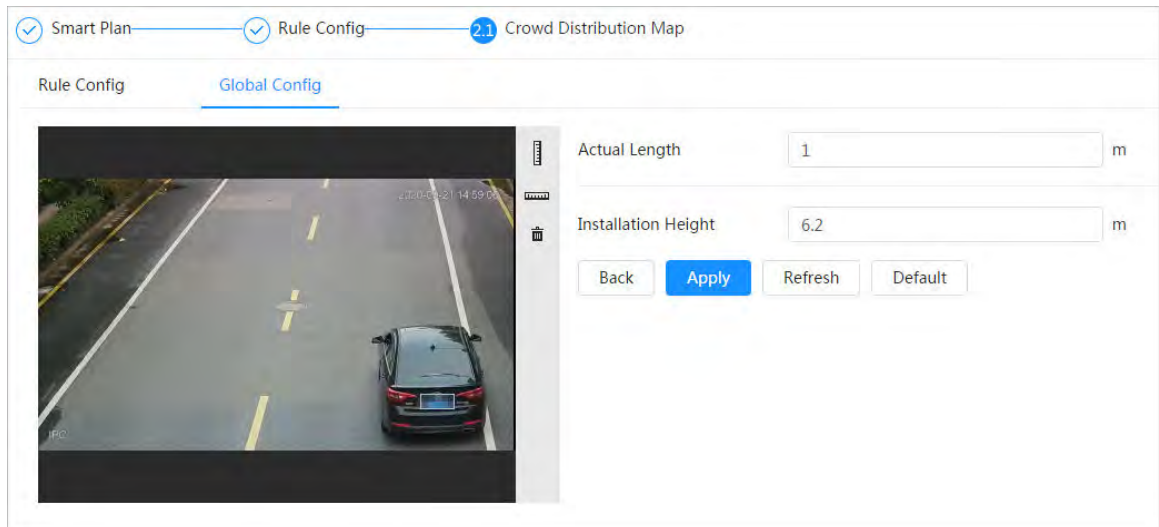 Smart Plan
Rule Config
2.1 Crowd Distribution Map
Rule Config
Global Config
Actual Length 1 m
Installation Height 6.2 m
Back Apply Refresh Default
IPC